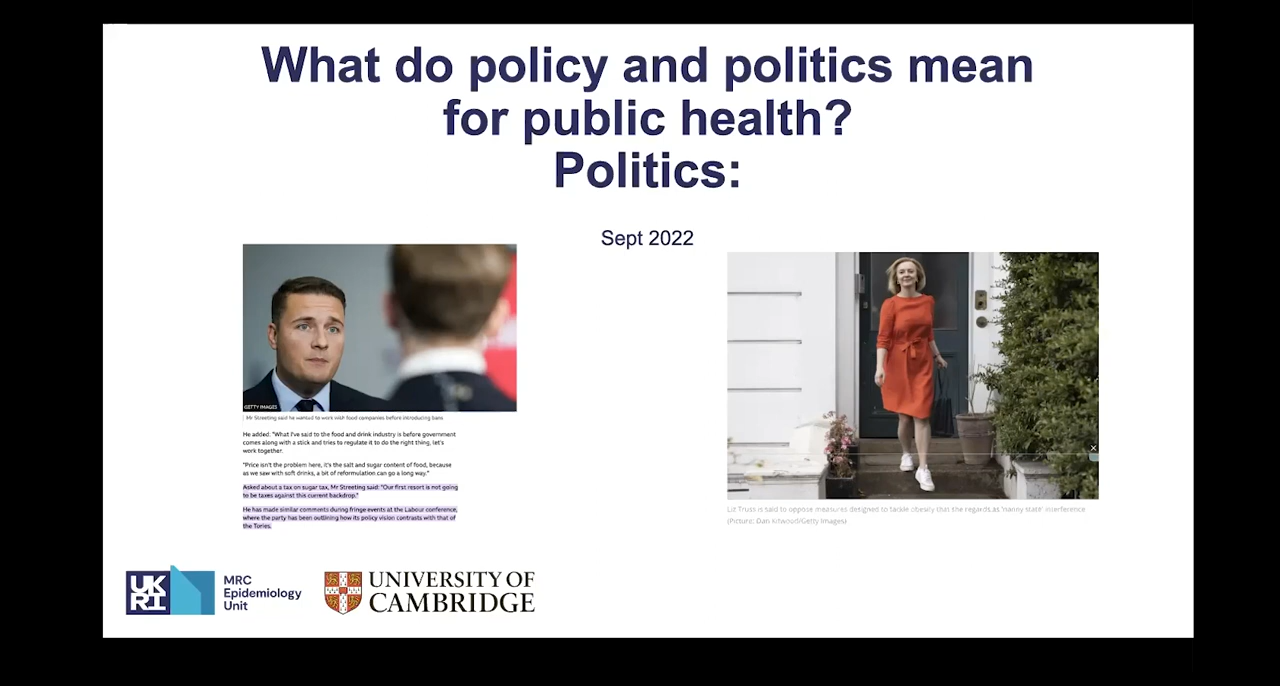 What do policy and politics mean
for public health?
Politics:
Sept 2022
GETTY IMAGES
Mr Streeting said he wanted to work with food companies before introducing bans
He added: "What I've said to the food and drink industry is before government
comes along with a stick and tries to regulate it to do the right thing, let's
work together.
"Price isn't the problem here, it's the salt and sugar content of food, because
as we saw with soft drinks, a bit of reformulation can go a long way."
Asked about a tax on sugar tax, Mr Streeting said: "Our first resort is not going
to be taxes against this current backdrop."
He has made similar comments during fringe events at the Labour conference,
where the party has been outlining how its policy vision contrasts with that of
the Tories.
Liz Truss is said to oppose measures designed to tackle obesity that she regards as 'nanny state' interference
(Picture: Dan Kitwood/Getty Images)
UK
RI
MRC
Epidemiology
Unit
UNIVERSITY OF
CAMBRIDGE